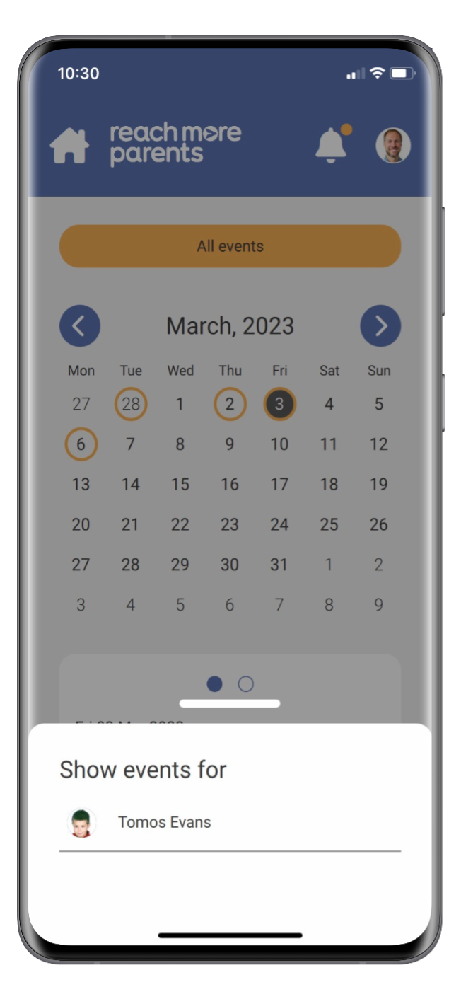 10:30
reach more
parents
All events
March, 2023
Mon Tue Wed Thu Fri Sat Sun
27 28 1 2 3 4 5
6 7 8 9 10 11 12
13 14 15 16 17 18 19
20 21 22 23 24 25 26
27 28 29 30 31 1 2
3 4 5 6 7 8 9
Show events for
Tomos Evans